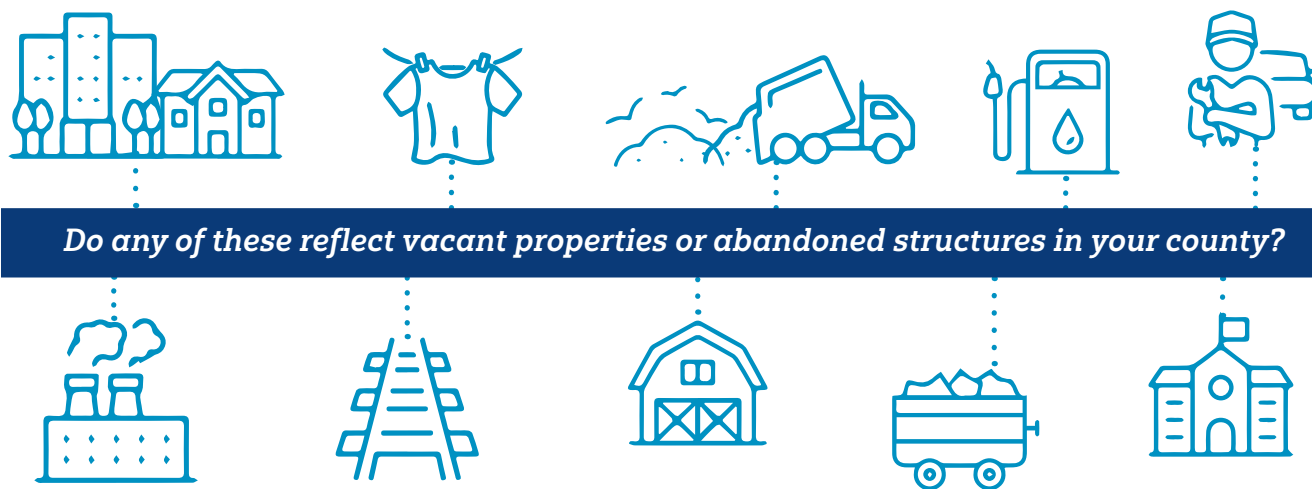 Do any of these reflect vacant properties or abandoned structures in your county?